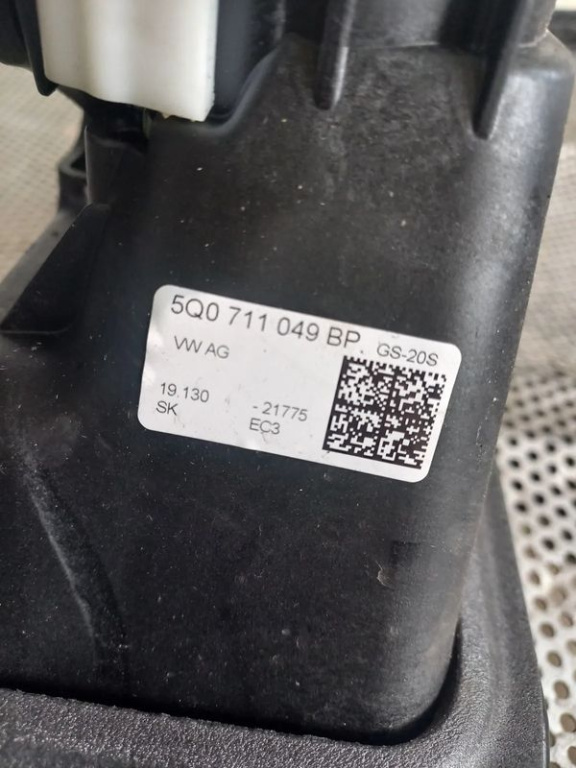 5Q0 711 049 BP GS-20S
VW AG
19.130 - 21775
SK EC3